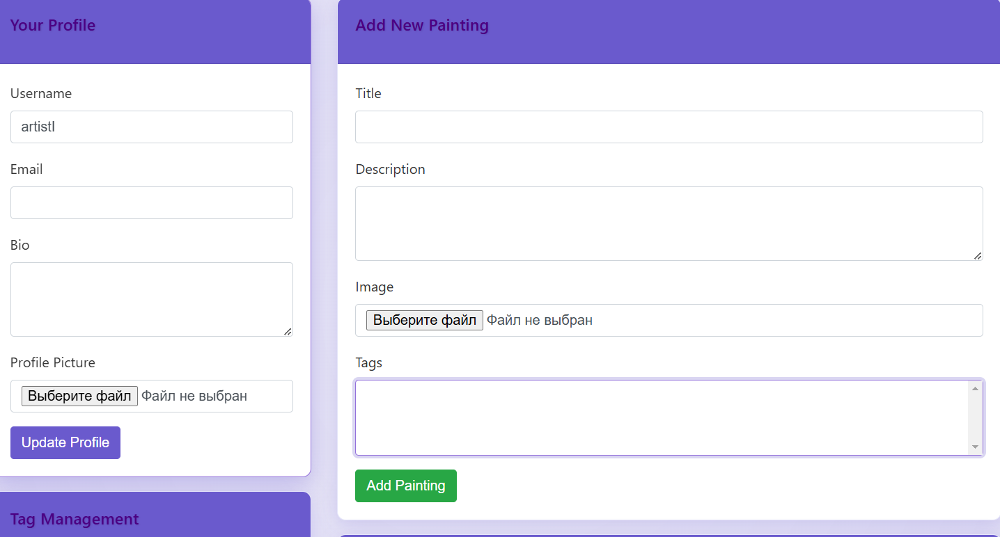 Your Profile
Username
artistI
Email
Bio
Profile Picture
Выберите файл Файл не выбран
Update Profile
Tag Management
Add New Painting
Title
Description
Image
Выберите файл Файл не выбран
Tags
Add Painting